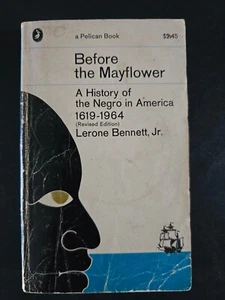 a Pelican Book
Before
the Mayflower
A History of
the Negro in America
1619-1964
(Revised Edition)
Lerone Bennett, Jr.